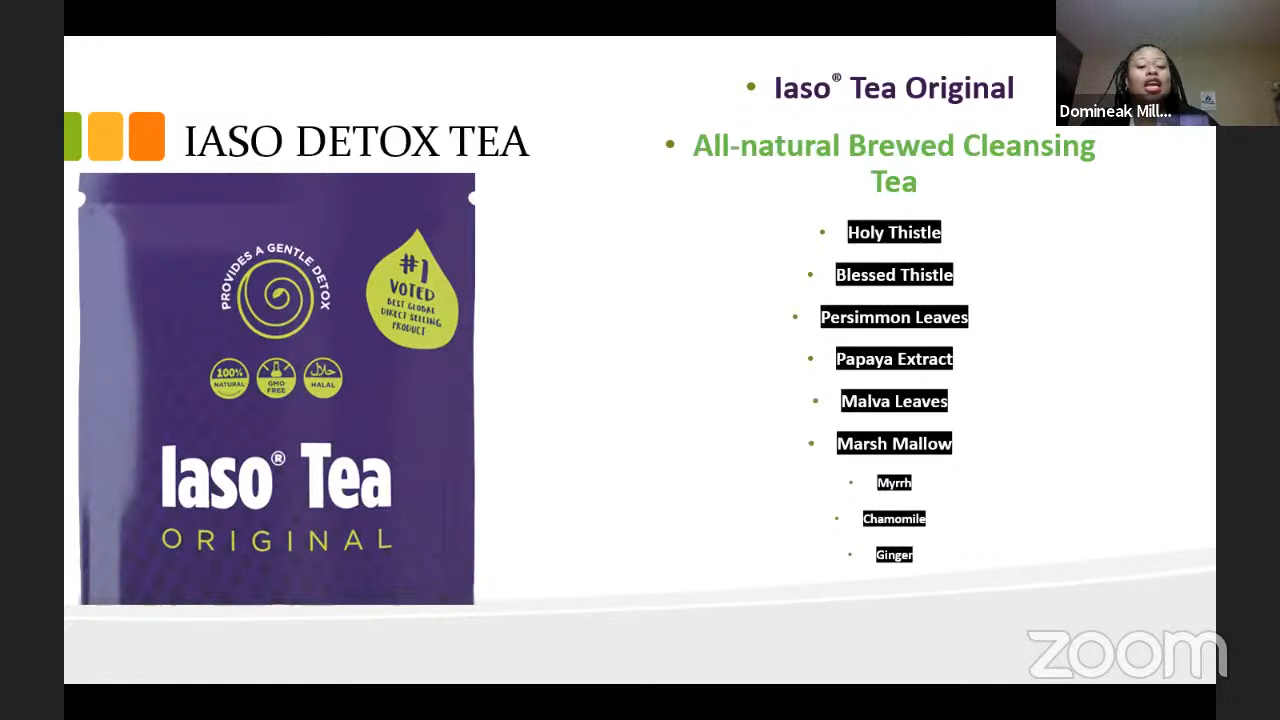 Iaso® Tea Original
Domineak Mill...
IASO DETOX TEA
All-natural Brewed Cleansing
Tea
Holy Thistle
Blessed Thistle
Persimmon Leaves
Papaya Extract
Malva Leaves
Marsh Mallow
Myrrh
Chamomile
Ginger
PROVIDES A GENTLE DETOX
#1
VOTED
BEST GLOBAL
DIRECT SELLING
PRODUCT
100%
NATURAL
GMO
FREE
حلال
HALAL
Iaso® Tea
ORIGINAL
zoom